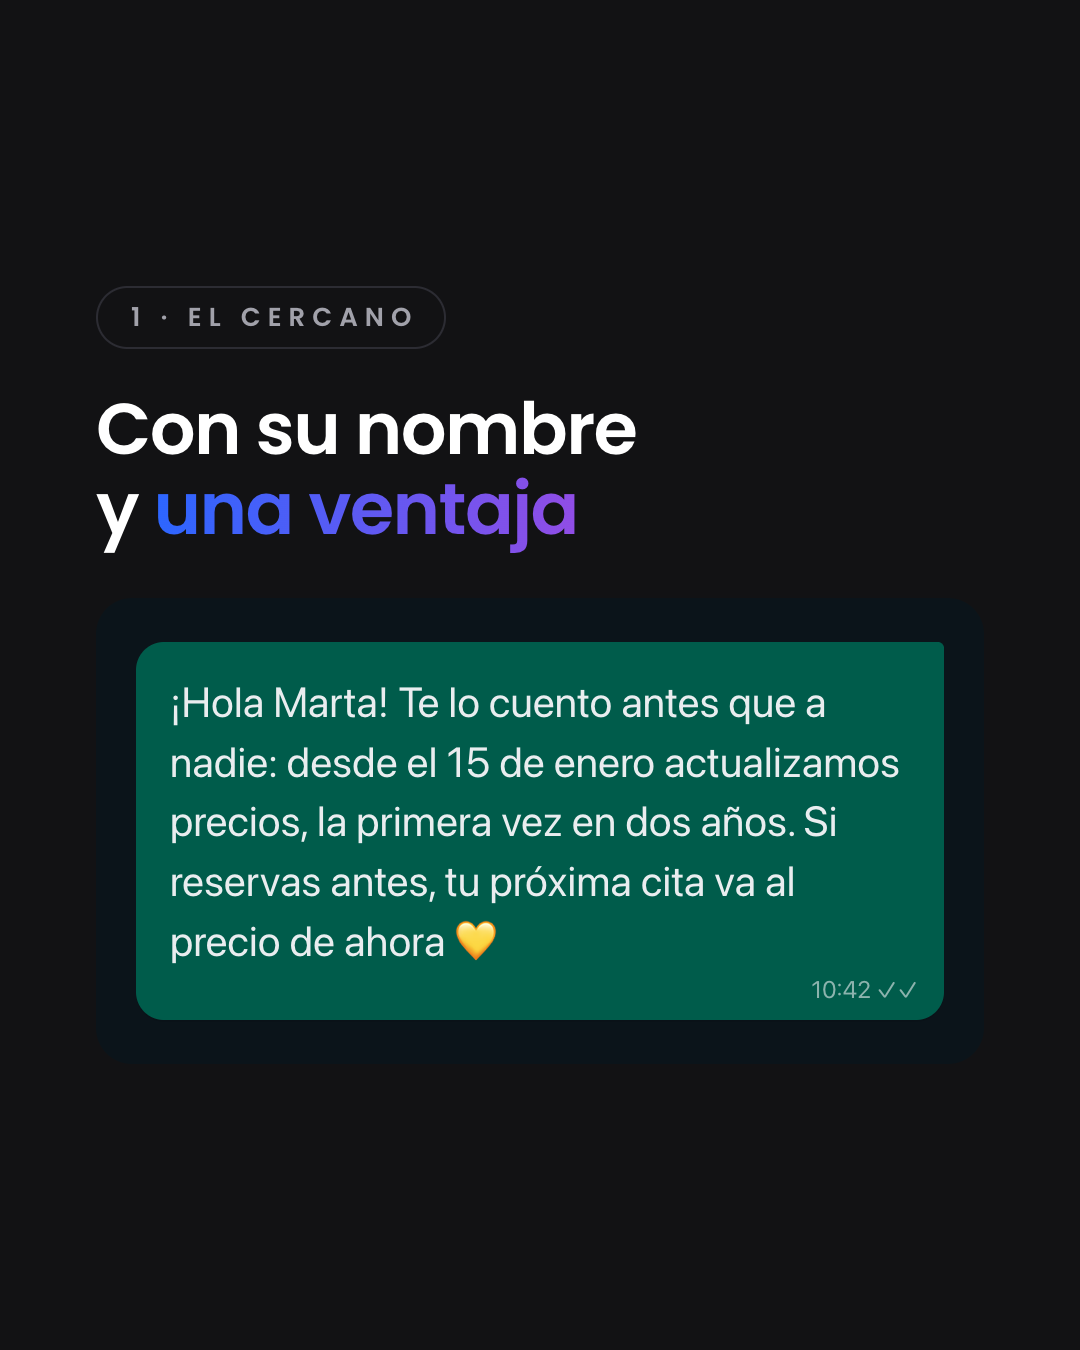 1 · EL CERCANO
Con su nombre
y una ventaja
¡Hola Marta! Te lo cuento antes que a
nadie: desde el 15 de enero actualizamos
precios, la primera vez en dos años. Si
reservas antes, tu próxima cita va al
precio de ahora 💛
10:42 ✓✓